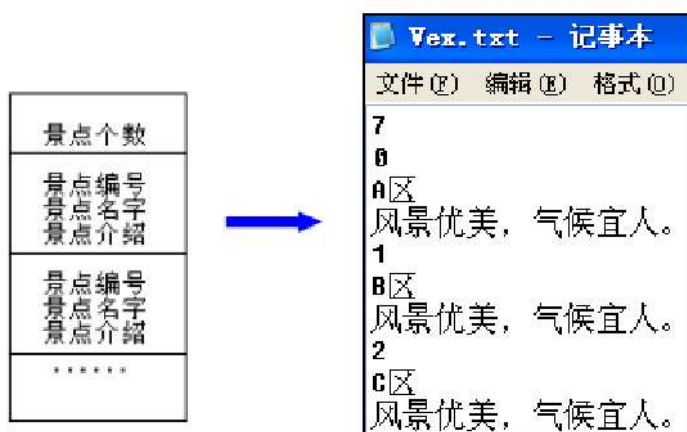 景点个数
景点编号
景点名字
景点介绍
景点编号
景点名字
景点介绍
......
Vex.txt - 记事本
文件(F) 编辑(E) 格式(O)
7
0
A区
风景优美，气候宜人。
1
B区
风景优美，气候宜人。
2
C区
风景优美，气候宜人。